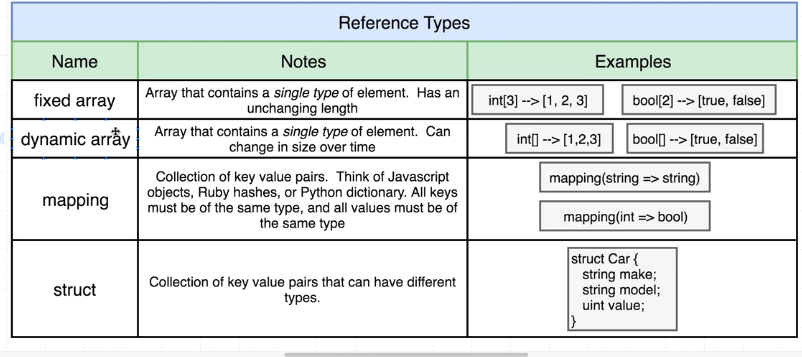 Reference Types
Name Notes Examples
fixed array
Array that contains a single type of element. Has an
unchanging length
int[3] --> [1, 2, 3]
bool[2] --> [true, false]
dynamic array
Array that contains a single type of element. Can
change in size over time
int[] --> [1,2,3]
bool[] --> [true, false]
mapping
Collection of key value pairs. Think of Javascript
objects, Ruby hashes, or Python dictionary. All keys
must be of the same type, and all values must be of
the same type
mapping(string => string)
mapping(int => bool)
struct
Collection of key value pairs that can have different
types.
struct Car {
string make;
string model;
uint value;
}